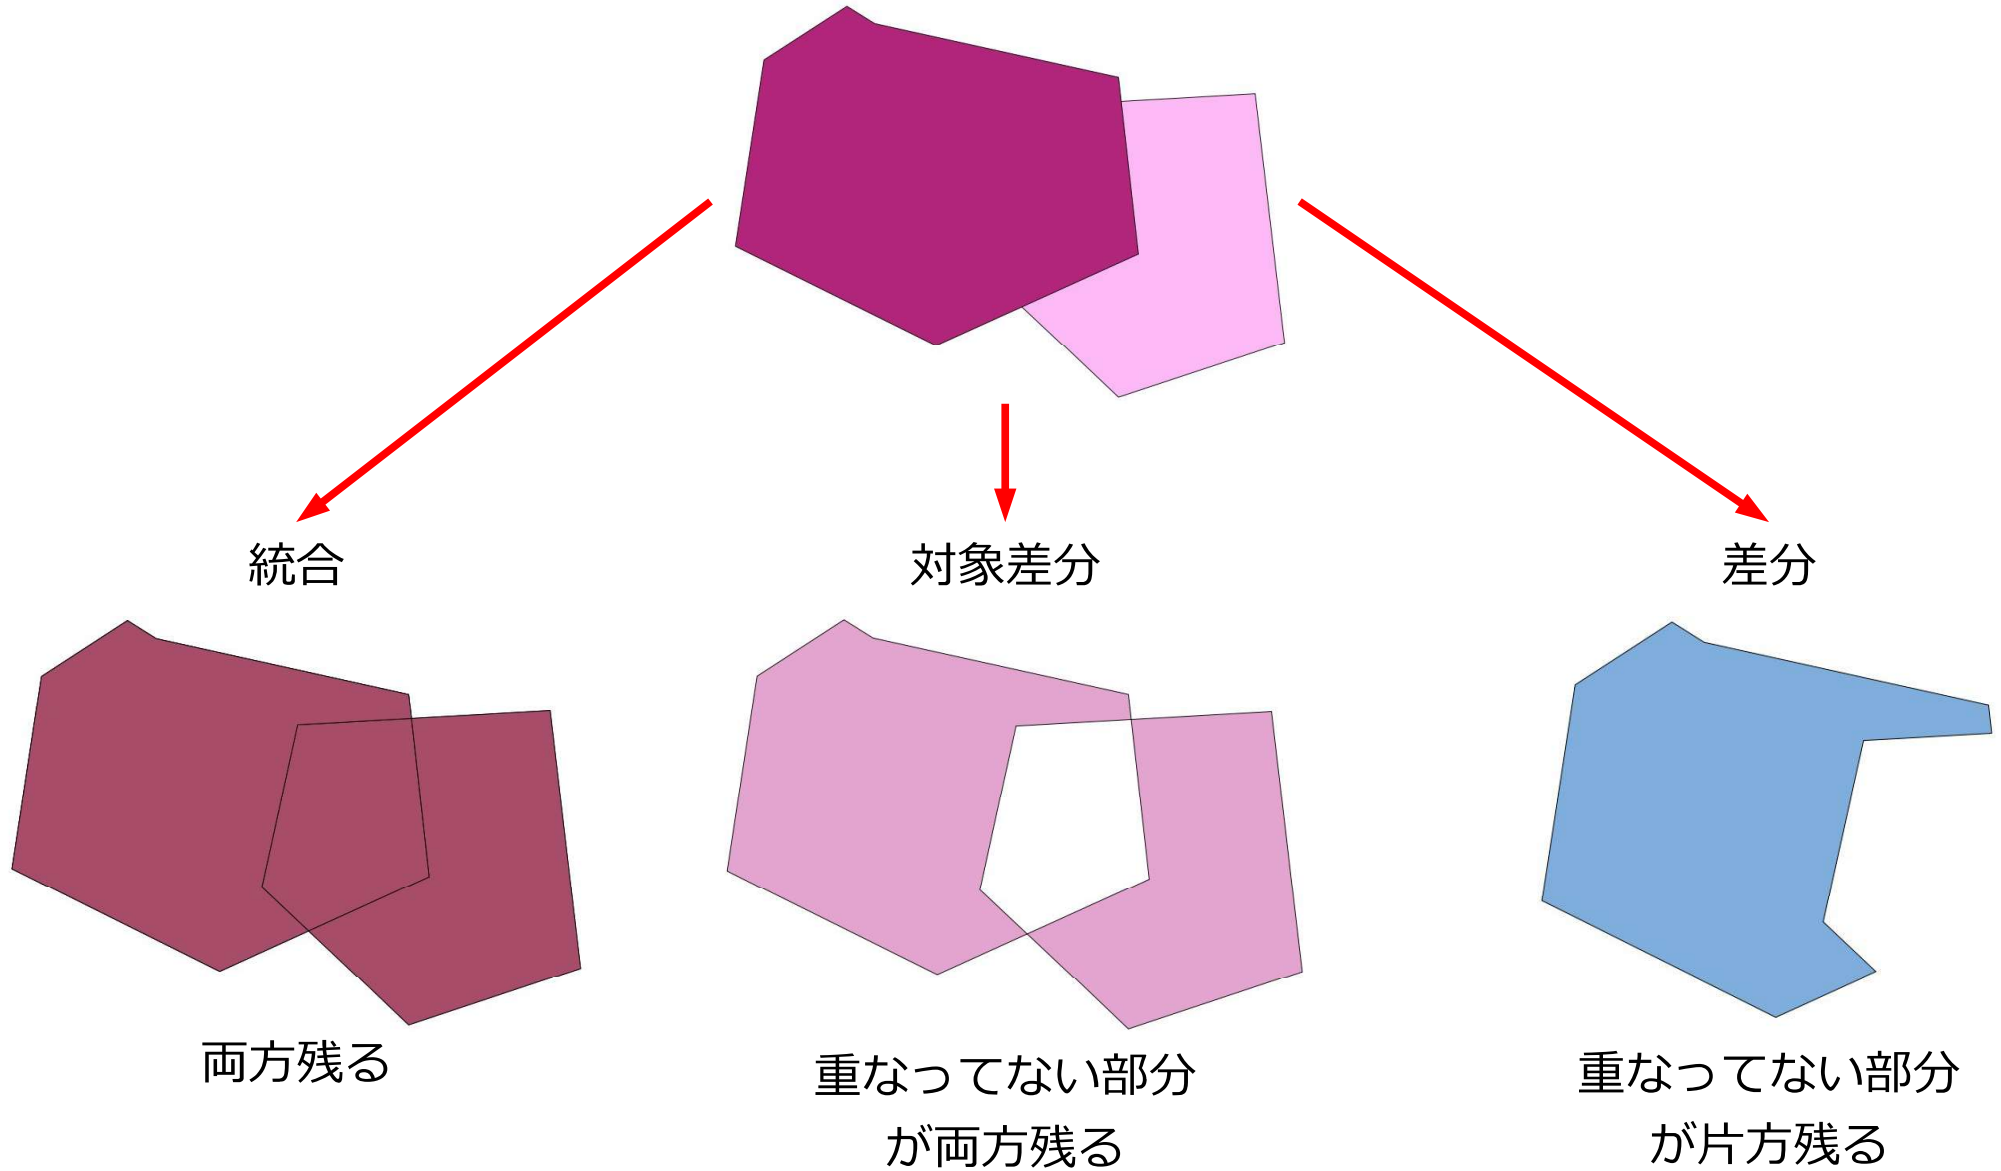 統合
対象差分
差分
両方残る
重なってない部分
が両方残る
重なってない部分
が片方残る